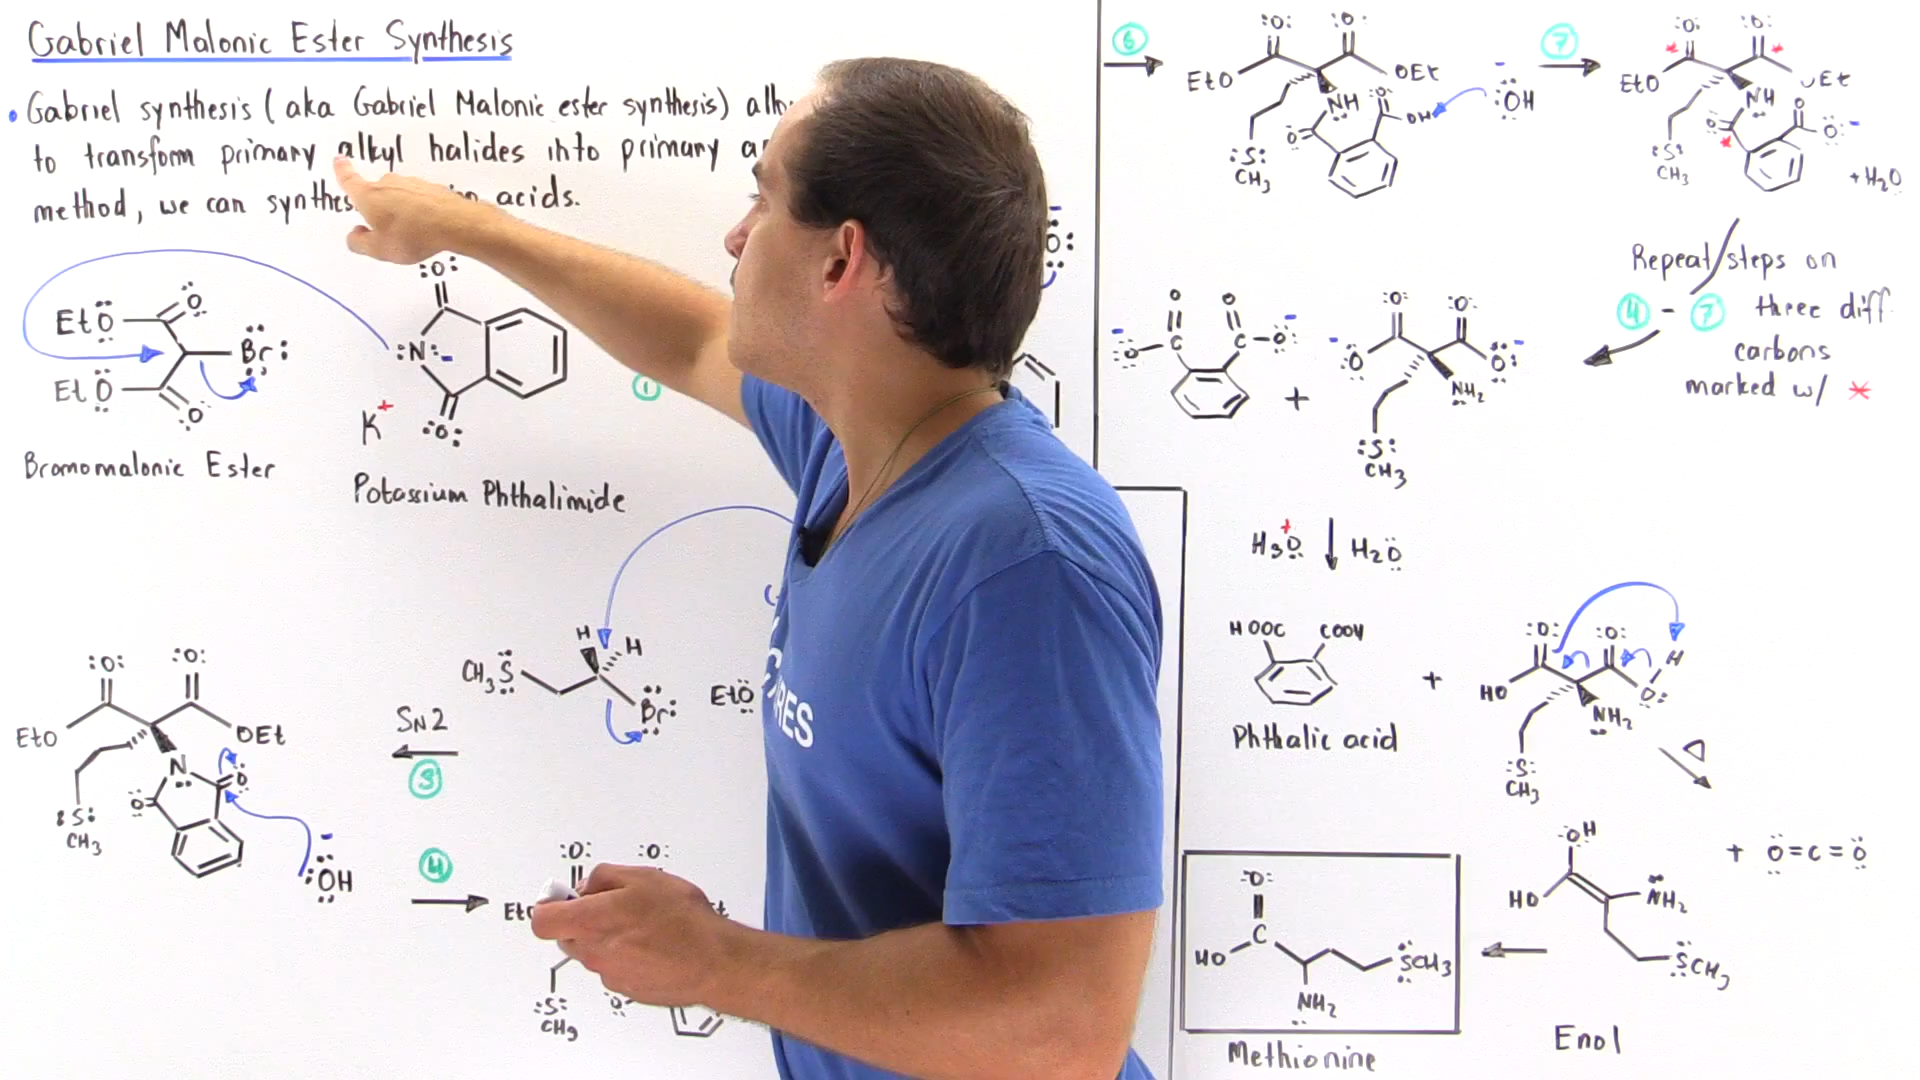 Gabriel Malonic Ester Synthesis
• Gabriel synthesis (aka Gabriel Malonic ester synthesis)
to transform primary alkyl halides into primary
method, we can acids.
EtO O Br
EtO O
Bromomalonic Ester
O N - O
K+
Potassium Phthalimide
1
CH3S H H Br
EtO
SN2
3
O O
EtO OEt
N O O
S
CH3
- OH
4
O O
S
CH3
O
- O
6
O O
EtO OEt
NH O OH
O
S
CH3
- OH
7
O O
* *
EtO OEt
NH O O -
O *
S
CH3
+ H2O
Repeat steps on
4 - 7 three diff
carbons
marked w/ *
O O
- O C C O -
+
O O
- O O -
NH2
S
CH3
H3O+ H2O
HOOC COOH
Phthalic acid
+
O O H
HO O
NH2
S
CH3
Δ
OH
HO NH2
SCH3
Enol
+ O=C=O
O
C
HO SCH3
NH2
Methionine
RES